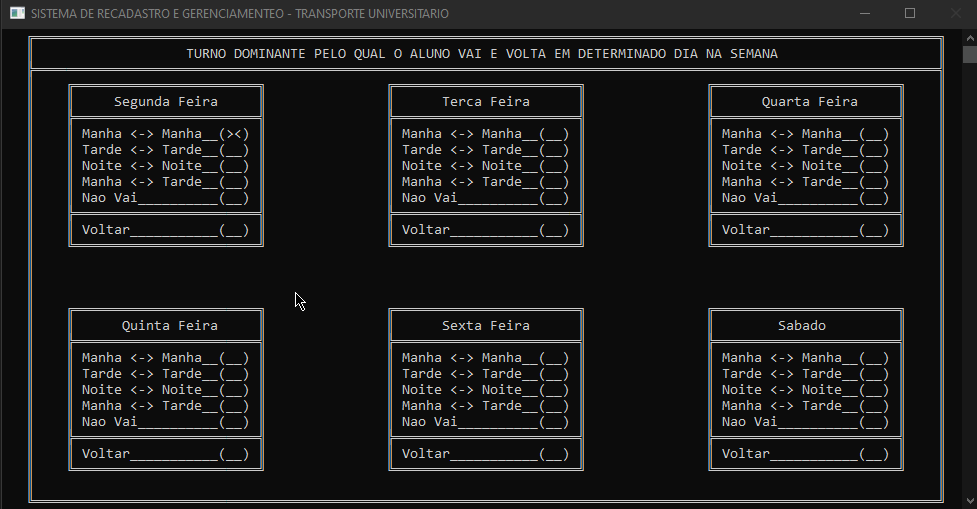 SISTEMA DE RECADASTRO E GERENCIAMENTEO - TRANSPORTE UNIVERSITARIO
TURNO DOMINANTE PELO QUAL O ALUNO VAI E VOLTA EM DETERMINADO DIA NA SEMANA
Segunda Feira
Manha <-> Manha__(><)
Tarde <-> Tarde__(__)
Noite <-> Noite__(__)
Manha <-> Tarde__(__)
Nao Vai__________(__)
Voltar___________(__)
Terca Feira
Manha <-> Manha__(__)
Tarde <-> Tarde__(__)
Noite <-> Noite__(__)
Manha <-> Tarde__(__)
Nao Vai__________(__)
Voltar___________(__)
Quarta Feira
Manha <-> Manha__(__)
Tarde <-> Tarde__(__)
Noite <-> Noite__(__)
Manha <-> Tarde__(__)
Nao Vai__________(__)
Voltar___________(__)
Quinta Feira
Manha <-> Manha__(__)
Tarde <-> Tarde__(__)
Noite <-> Noite__(__)
Manha <-> Tarde__(__)
Nao Vai__________(__)
Voltar___________(__)
Sexta Feira
Manha <-> Manha__(__)
Tarde <-> Tarde__(__)
Noite <-> Noite__(__)
Manha <-> Tarde__(__)
Nao Vai__________(__)
Voltar___________(__)
Sabado
Manha <-> Manha__(__)
Tarde <-> Tarde__(__)
Noite <-> Noite__(__)
Manha <-> Tarde__(__)
Nao Vai__________(__)
Voltar___________(__)